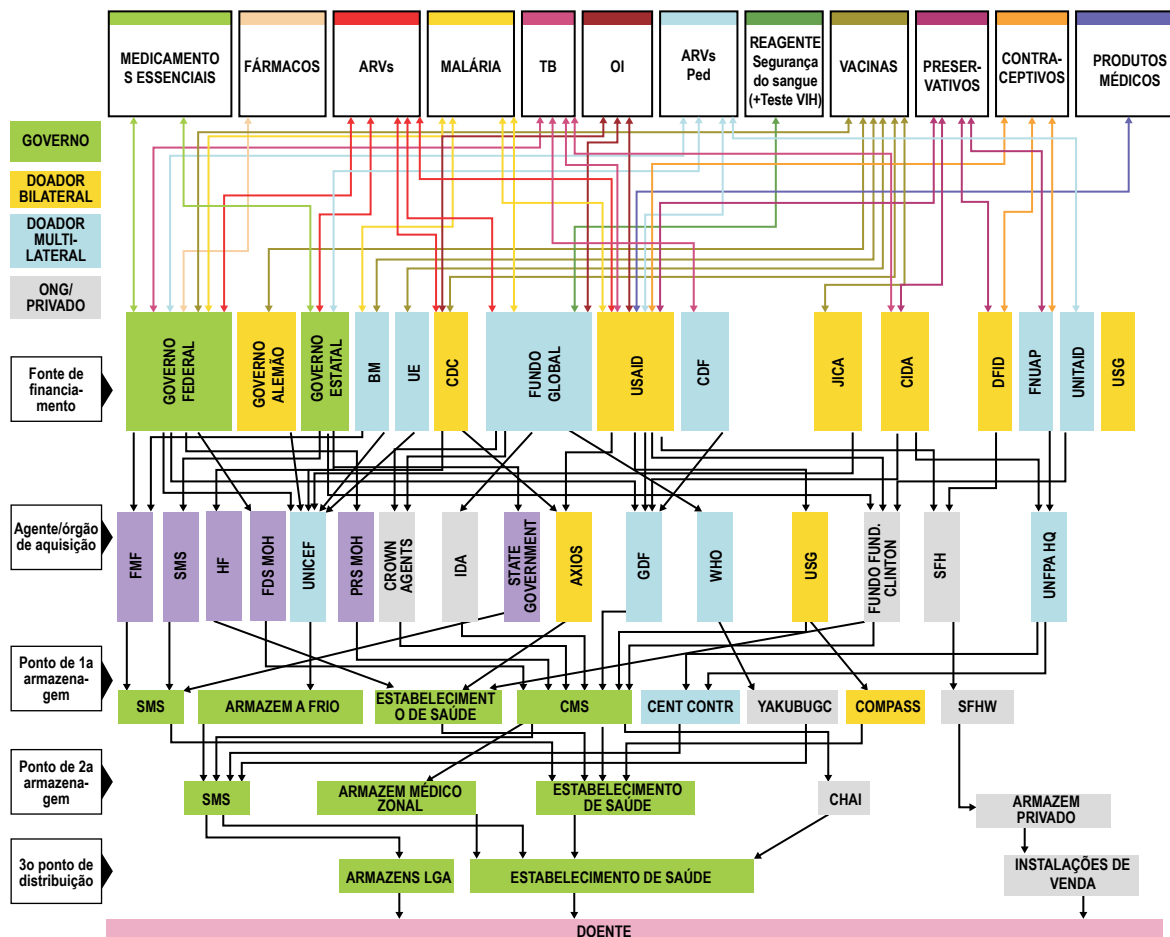 MEDICAMENTO
S ESSENCIAIS
FÁRMACOS
ARVs
MALÁRIA
TB
OI
ARVs
Ped
REAGENTE
Segurança
do sangue
(+Teste VIH)
VACINAS
PRESER-
VATIVOS
CONTRA-
CEPTIVOS
PRODUTOS
MÉDICOS
GOVERNO
DOADOR
BILATERAL
DOADOR
MULTI-
LATERAL
ONG/
PRIVADO
Fonte de
financia-
mento
GOVERNO
FEDERAL
GOVERNO
ALEMÃO
GOVERNO
ESTATAL
BM
UE
CDC
FUNDO
GLOBAL
USAID
CDF
JICA
CIDA
DFID
FNUAP
UNITAID
USG
Agente/órgão
de aquisição
FMF
SMS
HF
FDS MOH
UNICEF
PRS MOH
CROWN
AGENTS
IDA
STATE
GOVERNMENT
AXIOS
GDF
WHO
USG
FUNDO FUND.
CLINTON
SFH
UNFPA HQ
Ponto de 1a
armazena-
gem
SMS
ARMAZEM A FRIO
ESTABELECIMENT
O DE SAÚDE
CMS
CENT CONTR
YAKUBUGC
COMPASS
SFHW
Ponto de 2a
armazena-
gem
SMS
ARMAZEM MÉDICO
ZONAL
ESTABELECIMENTO
DE SAÚDE
CHAI
ARMAZEM
PRIVADO
3o ponto de
distribuição
ARMAZENS LGA
ESTABELECIMENTO DE SAÚDE
INSTALAÇÕES DE
VENDA
DOENTE